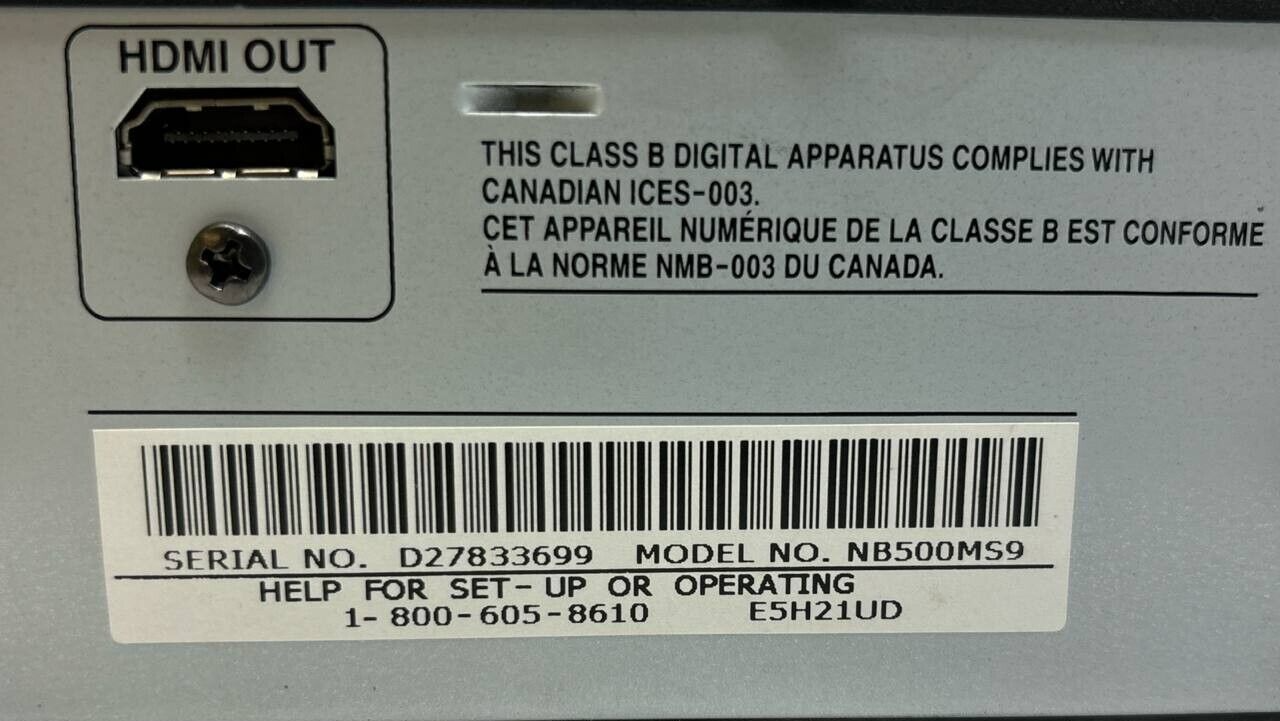 HDMI OUT
THIS CLASS B DIGITAL APPARATUS COMPLIES WITH
CANADIAN ICES-003.
CET APPAREIL NUMÉRIQUE DE LA CLASSE B EST CONFORME
À LA NORME NMB-003 DU CANADA.
SERIAL NO. D27833699 MODEL NO. NB500MS9
HELP FOR SET-UP OR OPERATING
1-800-605-8610 E5H21UD